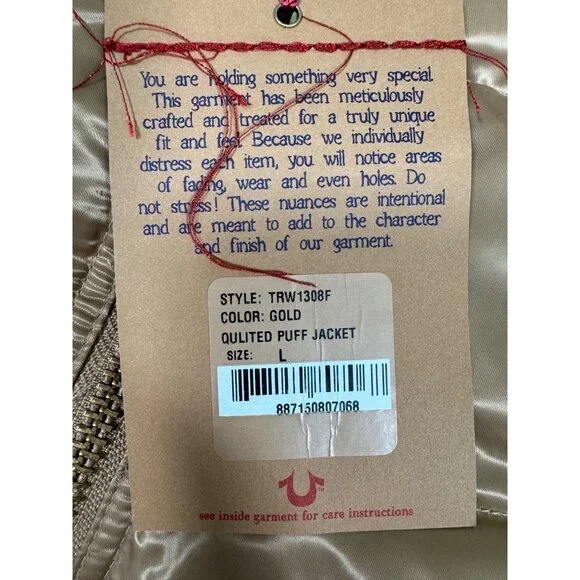 You are holding something very special.
This garment has been meticulously
crafted and treated for a truly unique
fit and feel. Because we individually
distress each item, you will notice areas
of fading, wear and even holes. Do
not stress! These nuances are intentional
and are meant to add to the character
and finish of our garment.
STYLE: TRW1308F
COLOR: GOLD
QULITED PUFF JACKET
SIZE: L
887150807068
see inside garment for care instructions